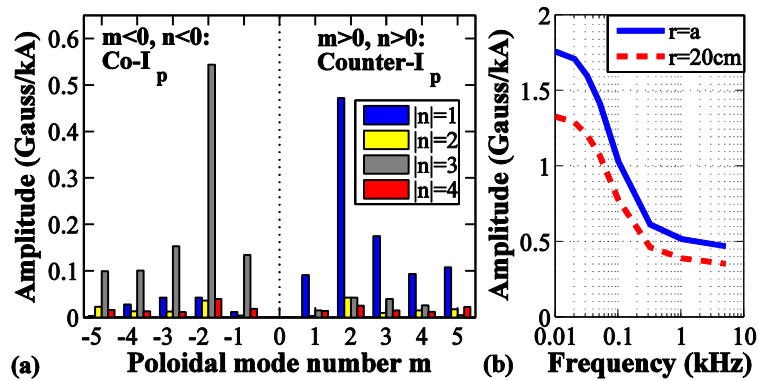 m<0, n<0:
Co-I p
m>0, n>0:
Counter-I p
|n|=1
|n|=2
|n|=3
|n|=4
Amplitude (Gauss/kA)
0.6
0.5
0.4
0.3
0.2
0.1
0
-5 -4 -3 -2 -1 0 1 2 3 4 5
(a) Poloidal mode number m
r=a
r=20cm
Amplitude (Gauss/kA)
2
1.5
1
0.5
0
0.01 0.1 1 10
(b) Frequency (kHz)